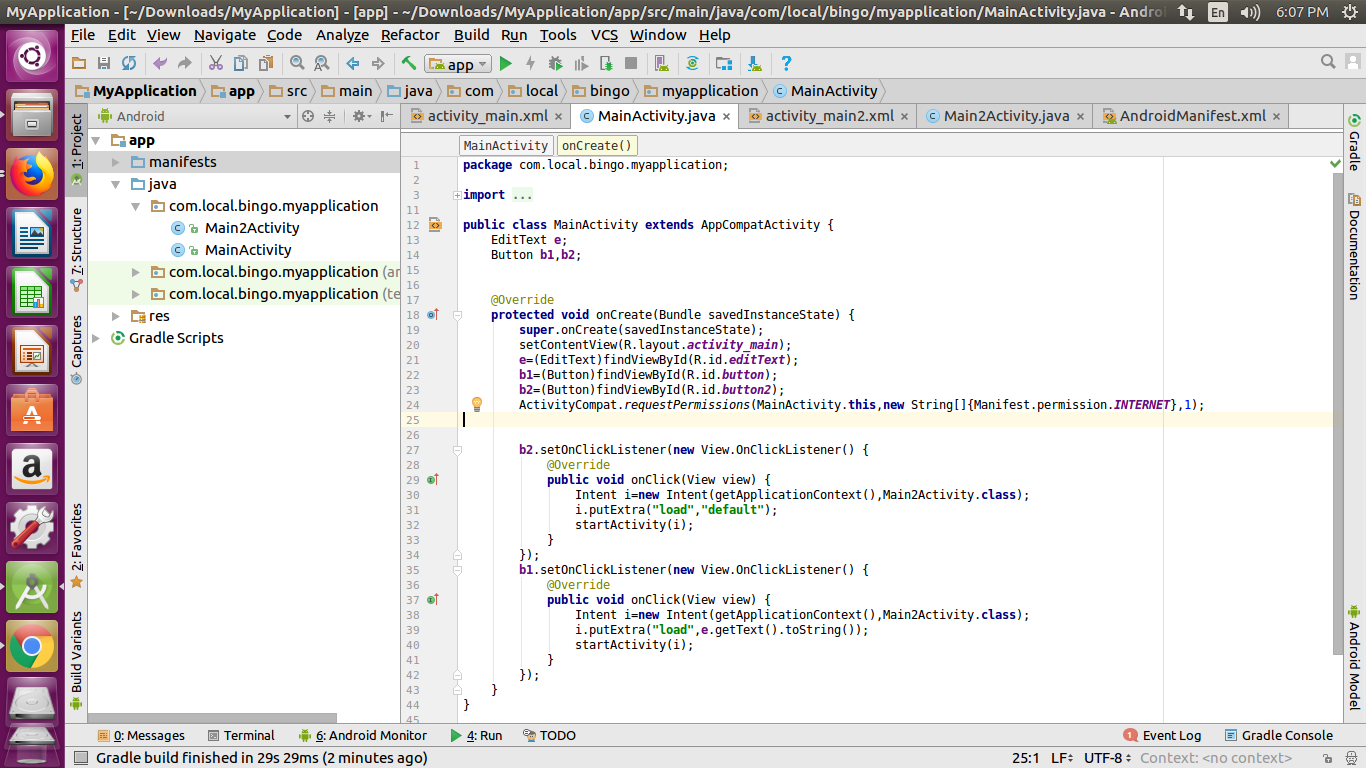 MyApplication - [~/Downloads/MyApplication] - [app] - ~/Downloads/MyApplication/app/src/main/java/com/local/bingo/myapplication/MainActivity.java - Andro
En
6:07 PM
File Edit View Navigate Code Analyze Refactor Build Run Tools VCS Window Help
app
MyApplication app src main java com local bingo myapplication MainActivity
Android
activity_main.xml MainActivity.java activity_main2.xml Main2Activity.java AndroidManifest.xml
1: Project
7: Structure
Captures
2: Favorites
Build Variants
app
manifests
java
com.local.bingo.myapplication
Main2Activity
MainActivity
com.local.bingo.myapplication (ar
com.local.bingo.myapplication (te
res
Gradle Scripts
MainActivity onCreate()
1 package com.local.bingo.myapplication;
2
3 import ...
11
12 public class MainActivity extends AppCompatActivity {
13 EditText e;
14 Button b1,b2;
15
16
17 @Override
18 protected void onCreate(Bundle savedInstanceState) {
19 super.onCreate(savedInstanceState);
20 setContentView(R.layout.activity_main);
21 e=(EditText)findViewById(R.id.editText);
22 b1=(Button)findViewById(R.id.button);
23 b2=(Button)findViewById(R.id.button2);
24 ActivityCompat.requestPermissions(MainActivity.this,new String[]{Manifest.permission.INTERNET},1);
25
26
27 b2.setOnClickListener(new View.OnClickListener() {
28 @Override
29 public void onClick(View view) {
30 Intent i=new Intent(getApplicationContext(),Main2Activity.class);
31 i.putExtra("load","default");
32 startActivity(i);
33 }
34 });
35 b1.setOnClickListener(new View.OnClickListener() {
36 @Override
37 public void onClick(View view) {
38 Intent i=new Intent(getApplicationContext(),Main2Activity.class);
39 i.putExtra("load",e.getText().toString());
40 startActivity(i);
41 }
42 });
43 }
44 }
45
Gradle
Documentation
Android Model
0: Messages Terminal 6: Android Monitor 4: Run TODO
1 Event Log Gradle Console
Gradle build finished in 29s 29ms (2 minutes ago)
25:1 LF UTF-8 Context: <no context>